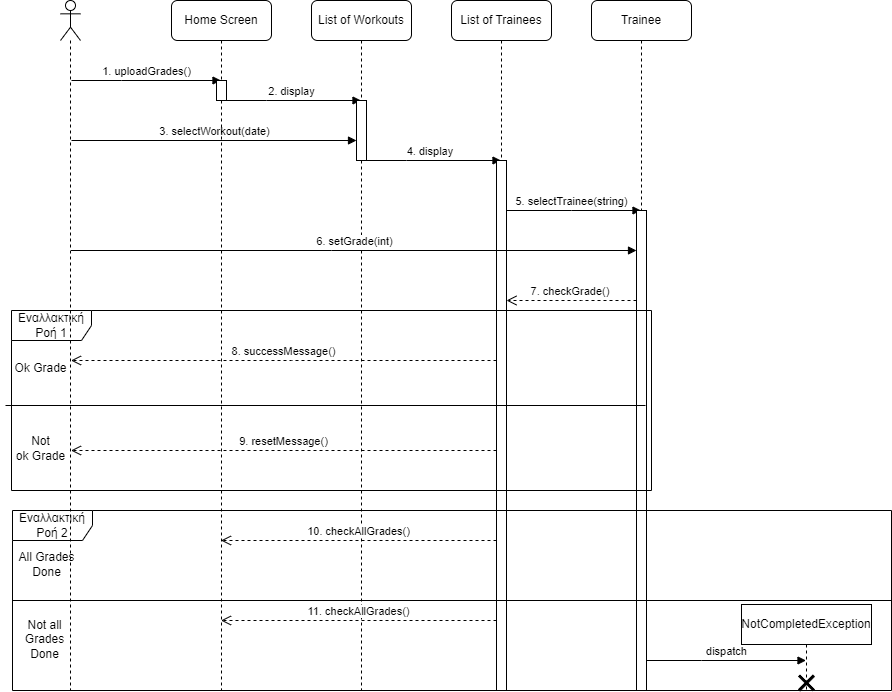 Home Screen
List of Workouts
List of Trainees
Trainee
1. uploadGrades()
2. display
3. selectWorkout(date)
4. display
5. selectTrainee(string)
6. setGrade(int)
7. checkGrade()
Εναλλακτική
Ροή 1
8. successMessage()
Ok Grade
9. resetMessage()
Not
ok Grade
Εναλλακτική
Ροή 2
10. checkAllGrades()
All Grades
Done
11. checkAllGrades()
Not all
Grades
Done
NotCompletedException
dispatch